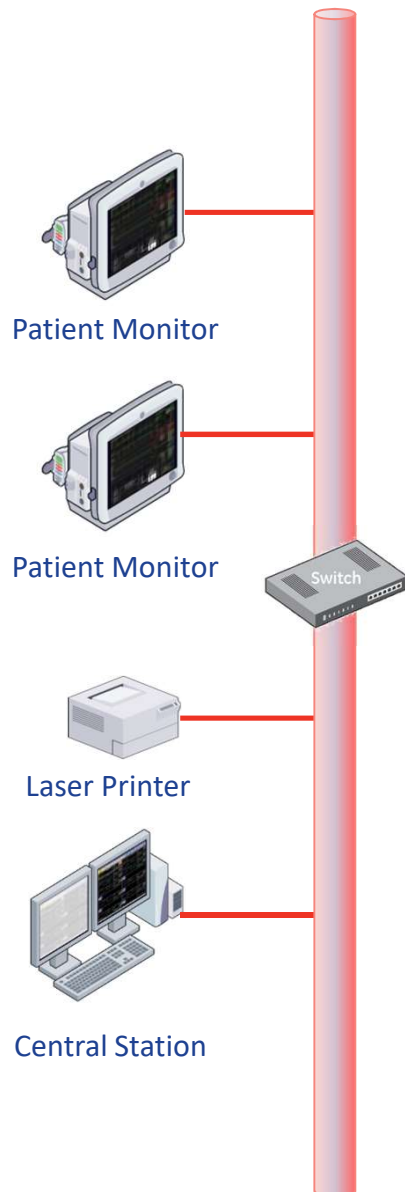 Patient Monitor
Patient Monitor
Switch
Laser Printer
Central Station